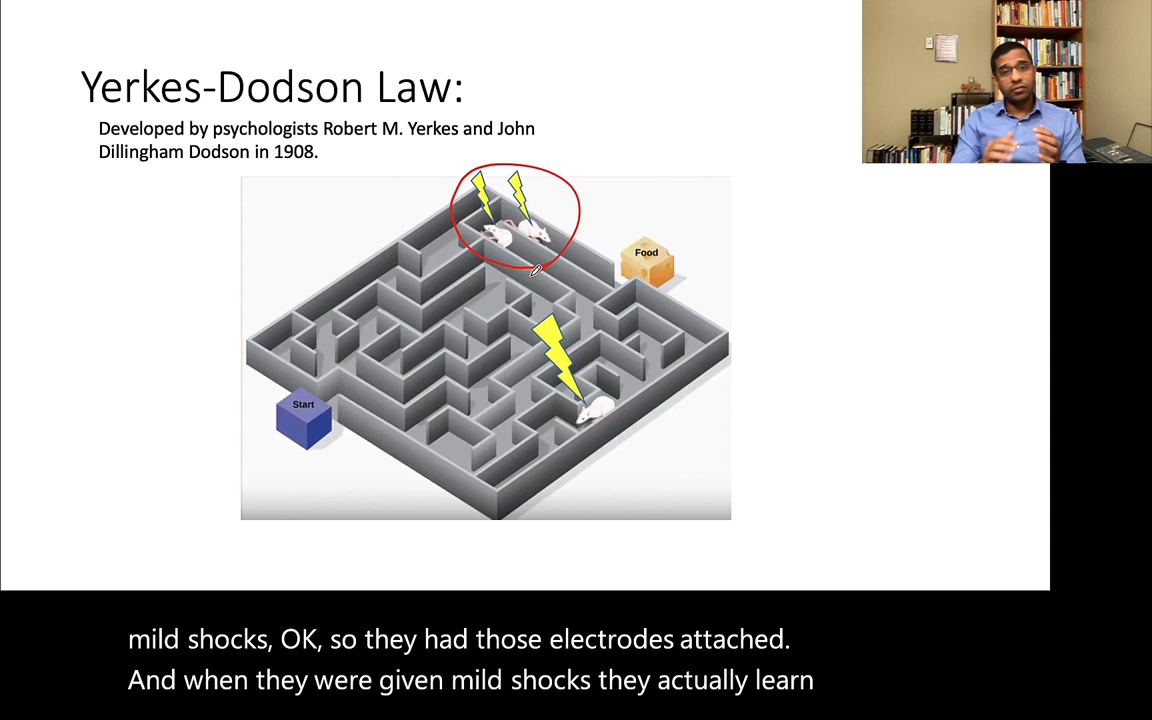 Yerkes-Dodson Law:
Developed by psychologists Robert M. Yerkes and John
Dillingham Dodson in 1908.
Food
Start
mild shocks, OK, so they had those electrodes attached.
And when they were given mild shocks they actually learn